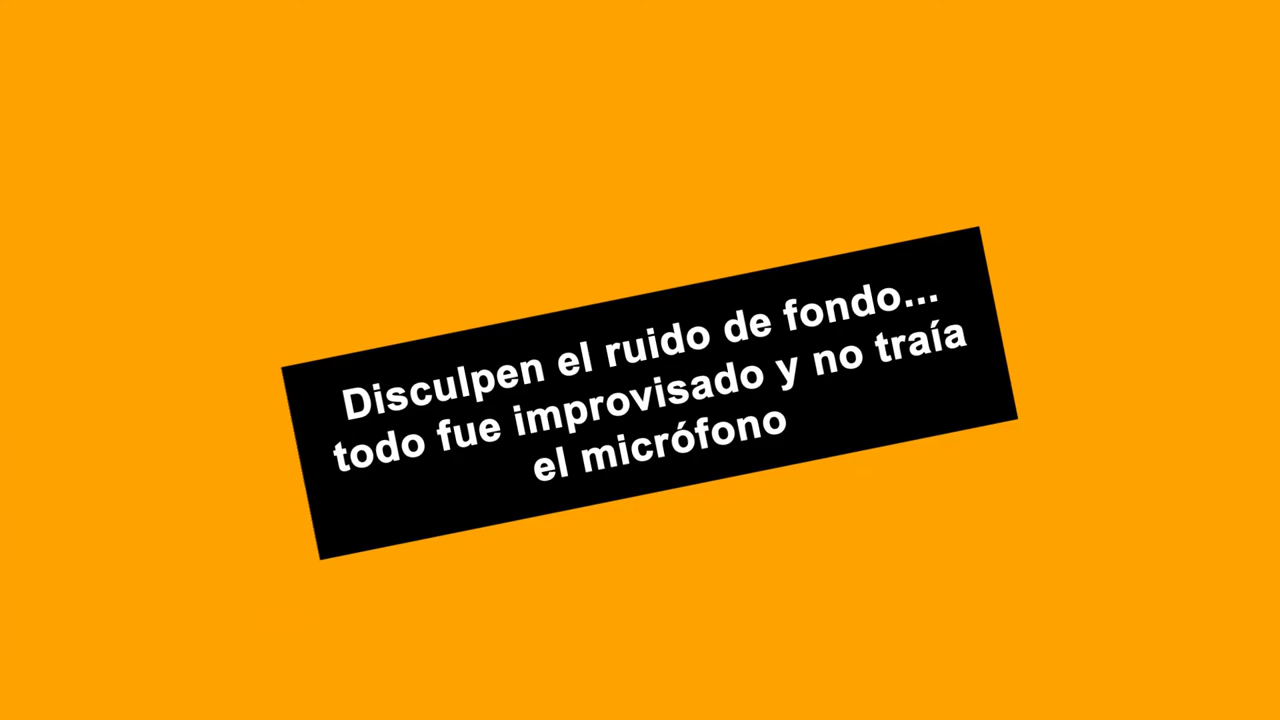 Disculpen el ruido de fondo...
todo fue improvisado y no traía
el micrófono